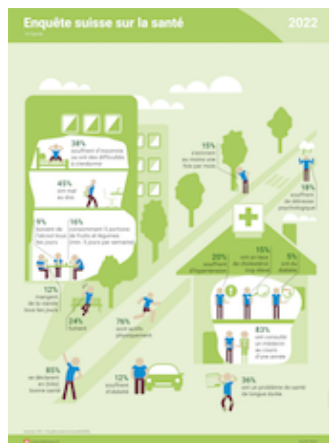 Enquête suisse sur la santé
2022
38%
souffrent d'insomnie
ou ont des difficultés
à s'endormir
45%
ont mal
au dos
9%
boivent de
l'alcool tous
les jours
16%
consomment 5 portions
de fruits et légumes
(min. 5 jours par semaine)
15%
s'enivrent
au moins une
fois par mois
18%
souffrent
de détresse
psychologique
20%
souffrent
d'hypertension
15%
ont un taux
de cholestérol
trop élevé
5%
ont du
diabète
12%
mangent
de la viande
tous les jours
24%
fument
76%
sont actifs
physiquement
83%
ont consulté
un médecin
au cours
d'une année
85%
se déclarent
en (très)
bonne santé
12%
souffrent
d'obésité
36%
ont un problème de santé
de longue durée